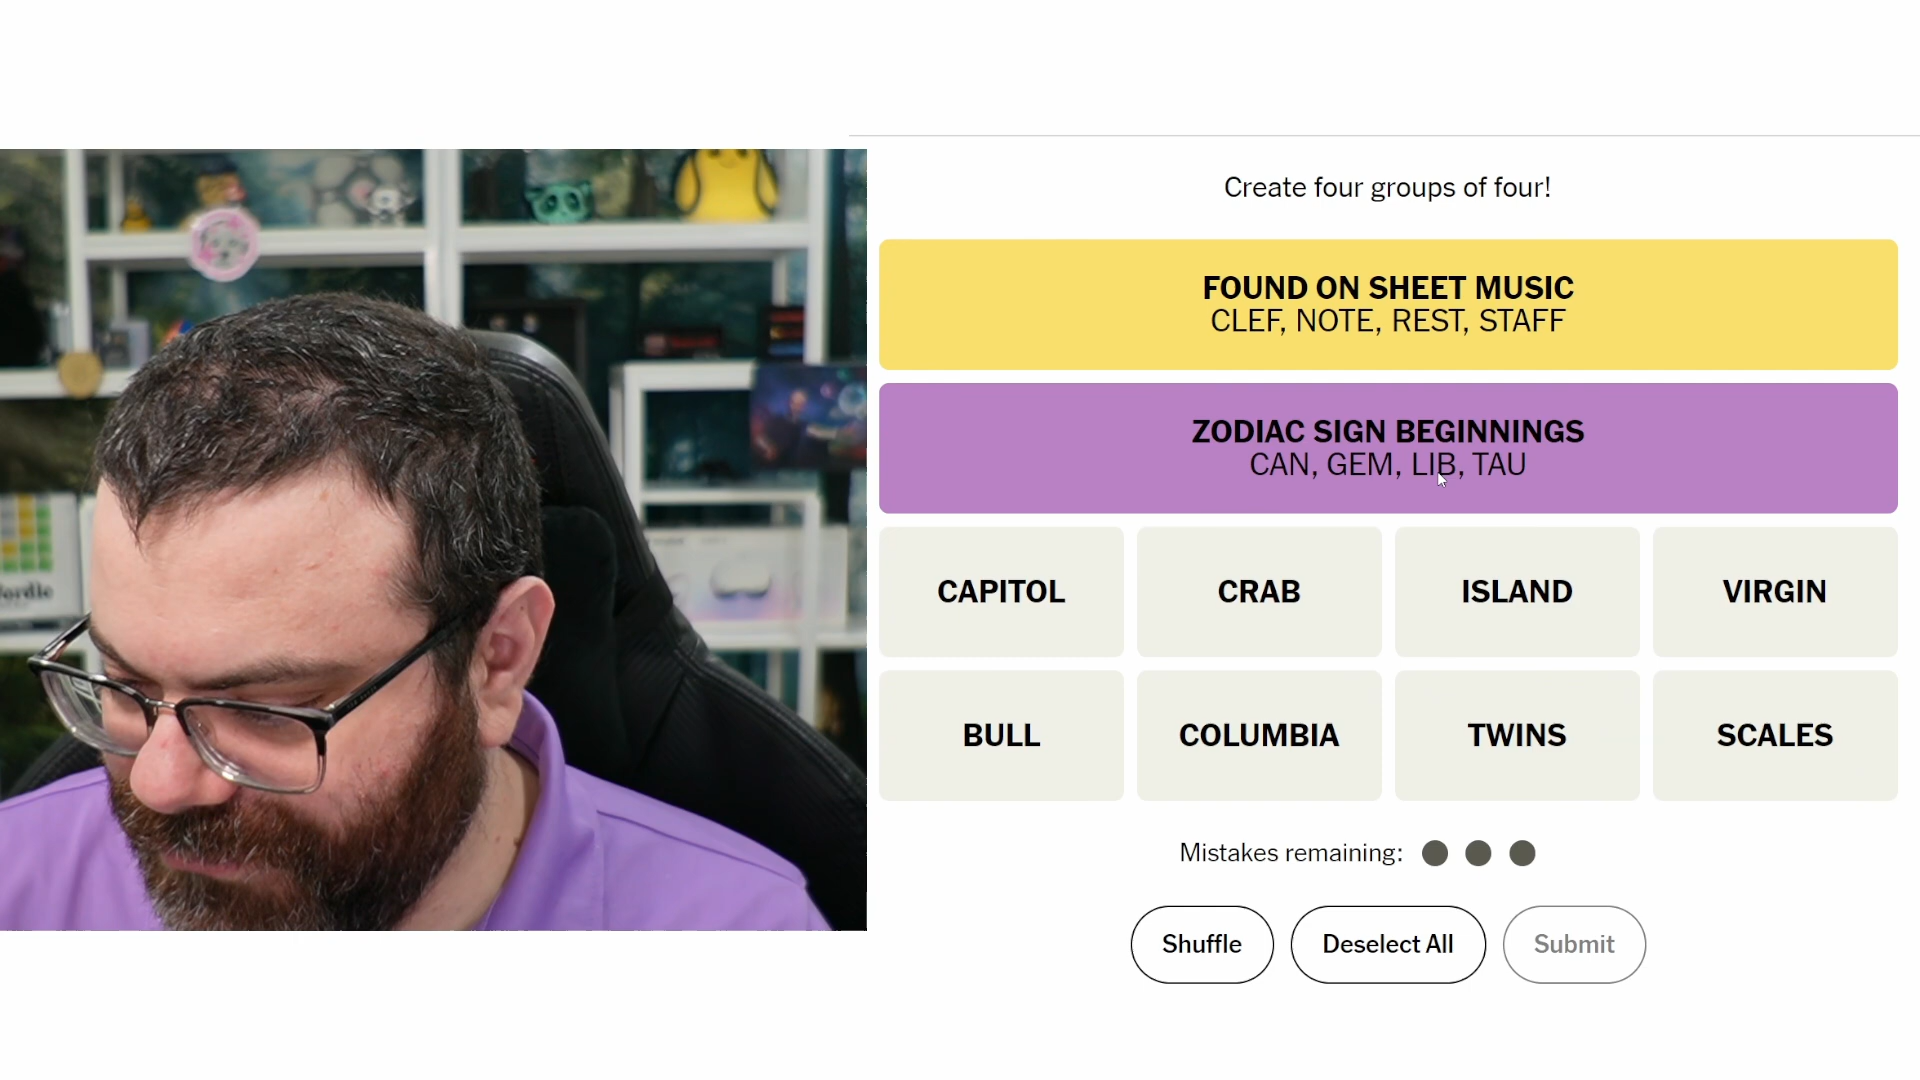 Create four groups of four!
FOUND ON SHEET MUSIC
CLEF, NOTE, REST, STAFF
ZODIAC SIGN BEGINNINGS
CAN, GEM, LIB, TAU
CAPITOL
CRAB
ISLAND
VIRGIN
BULL
COLUMBIA
TWINS
SCALES
Mistakes remaining:
Shuffle
Deselect All
Submit